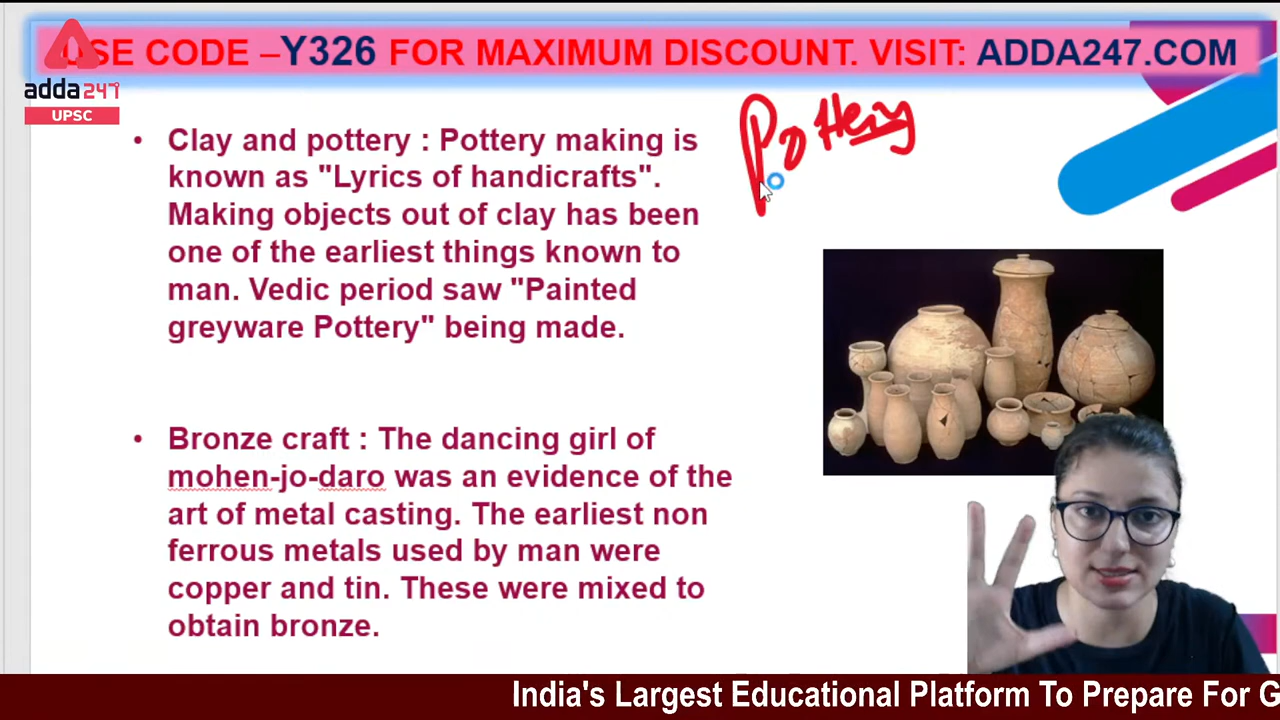 USE CODE –Y326 FOR MAXIMUM DISCOUNT. VISIT: ADDA247.COM
adda247
UPSC
Pottery
• Clay and pottery : Pottery making is
known as "Lyrics of handicrafts".
Making objects out of clay has been
one of the earliest things known to
man. Vedic period saw "Painted
greyware Pottery" being made.
• Bronze craft : The dancing girl of
mohen-jo-daro was an evidence of the
art of metal casting. The earliest non
ferrous metals used by man were
copper and tin. These were mixed to
obtain bronze.
India's Largest Educational Platform To Prepare For G